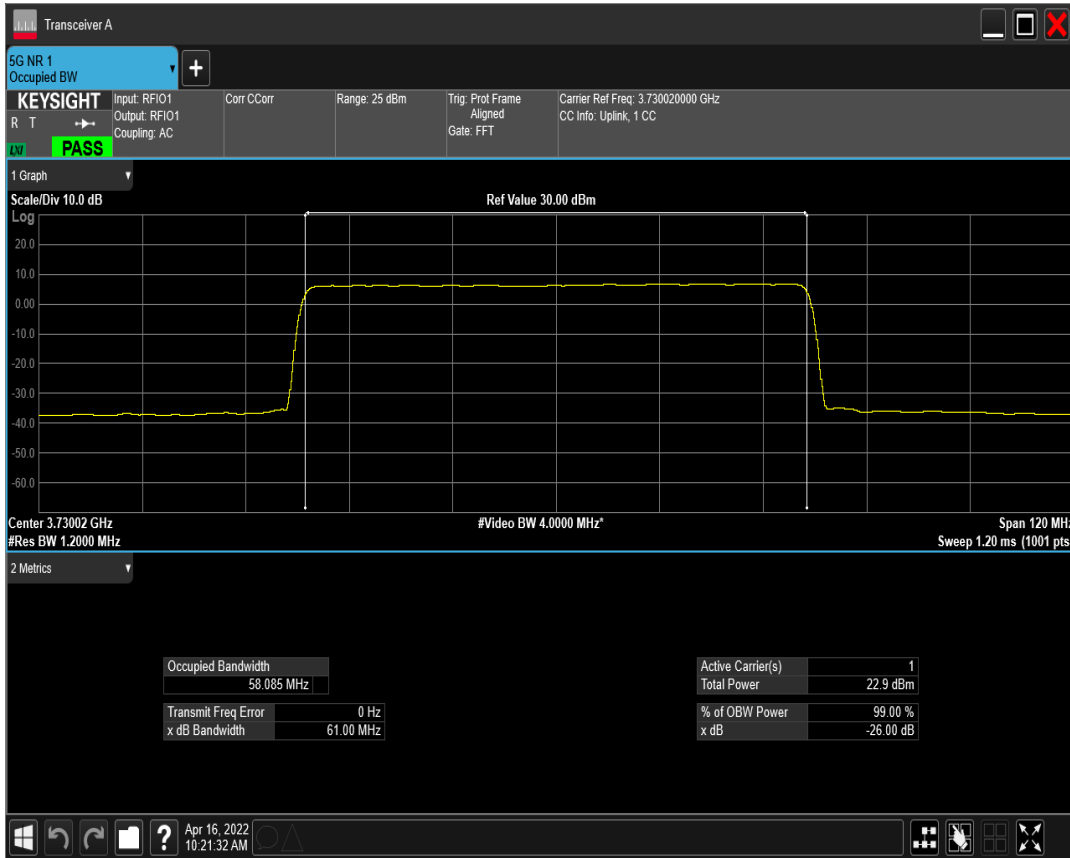 Transceiver A
5G NR 1
Occupied BW
KEYSIGHT
R T
LXI
PASS
Input: RFIO1
Output: RFIO1
Coupling: AC
Corr CCorr
Range: 25 dBm
Trig: Prot Frame
Aligned
Gate: FFT
Carrier Ref Freq: 3.730020000 GHz
CC Info: Uplink, 1 CC
1 Graph
Scale/Div 10.0 dB
Ref Value 30.00 dBm
Log
20.0
10.0
0.00
-10.0
-20.0
-30.0
-40.0
-50.0
-60.0
Center 3.73002 GHz
#Video BW 4.0000 MHz*
Span 120 MHz
#Res BW 1.2000 MHz
Sweep 1.20 ms (1001 pts
2 Metrics
Occupied Bandwidth
58.085 MHz
Transmit Freq Error 0 Hz
x dB Bandwidth 61.00 MHz
Active Carrier(s) 1
Total Power 22.9 dBm
% of OBW Power 99.00 %
x dB -26.00 dB
?
Apr 16, 2022
10:21:32 AM